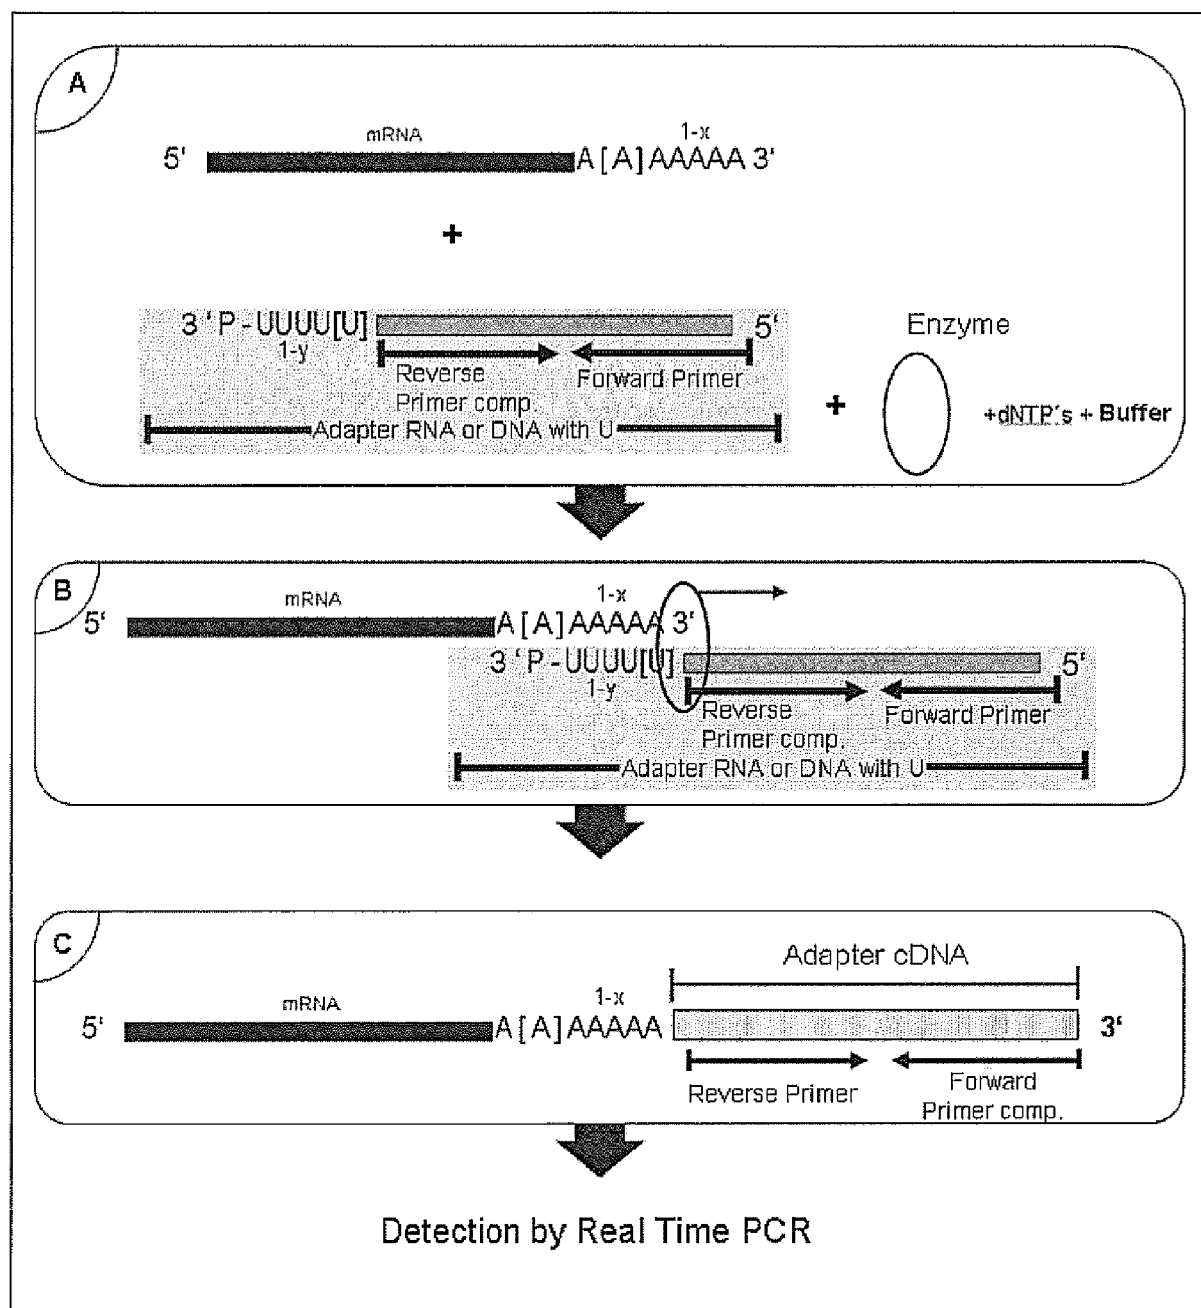 A
mRNA
1-x
5' A[A]AAAAA 3'
+
3'P-UUUU[U] 5'
1-y
Enzyme
Reverse
Primer comp.
Forward Primer
+
+dNTP's + Buffer
Adapter RNA or DNA with U
B
mRNA
1-x
5' A[A]AAAAA 3'
3'P-UUUU[U] 5'
1-y
Reverse
Primer comp.
Forward Primer
Adapter RNA or DNA with U
C
Adapter cDNA
mRNA
1-x
5' A[A]AAAAA 3'
Reverse Primer
Forward
Primer comp.
Detection by Real Time PCR